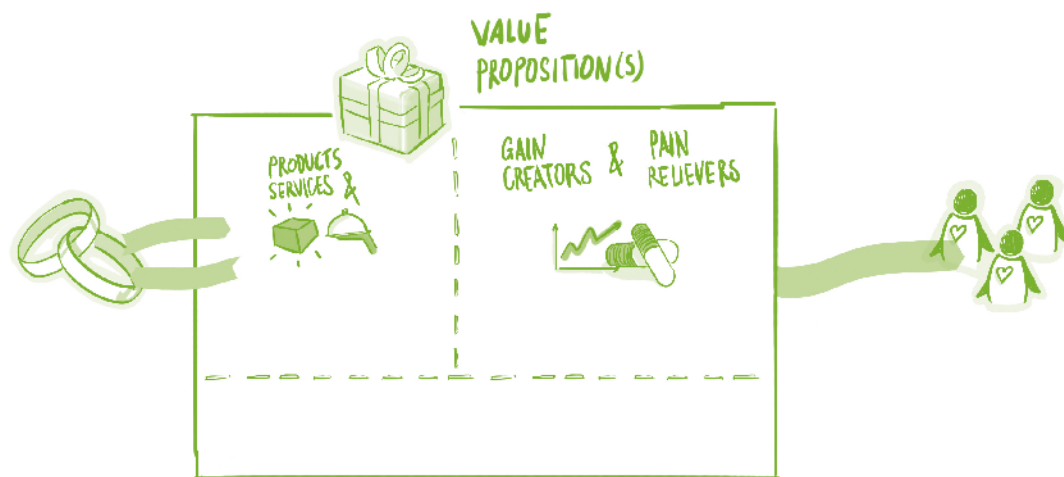 VALUE
PROPOSITION(S)
PRODUCTS
SERVICES &
GAIN
CREATORS
&
PAIN
RELIEVERS